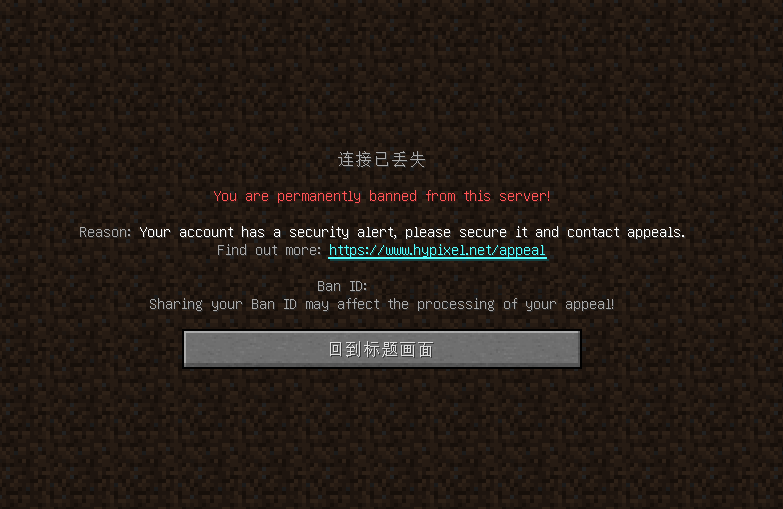 连接已丢失
You are permanently banned from this server!
Reason: Your account has a security alert, please secure it and contact appeals.
Find out more: https://www.hypixel.net/appeal
Ban ID:
Sharing your Ban ID may affect the processing of your appeal!
回到标题画面